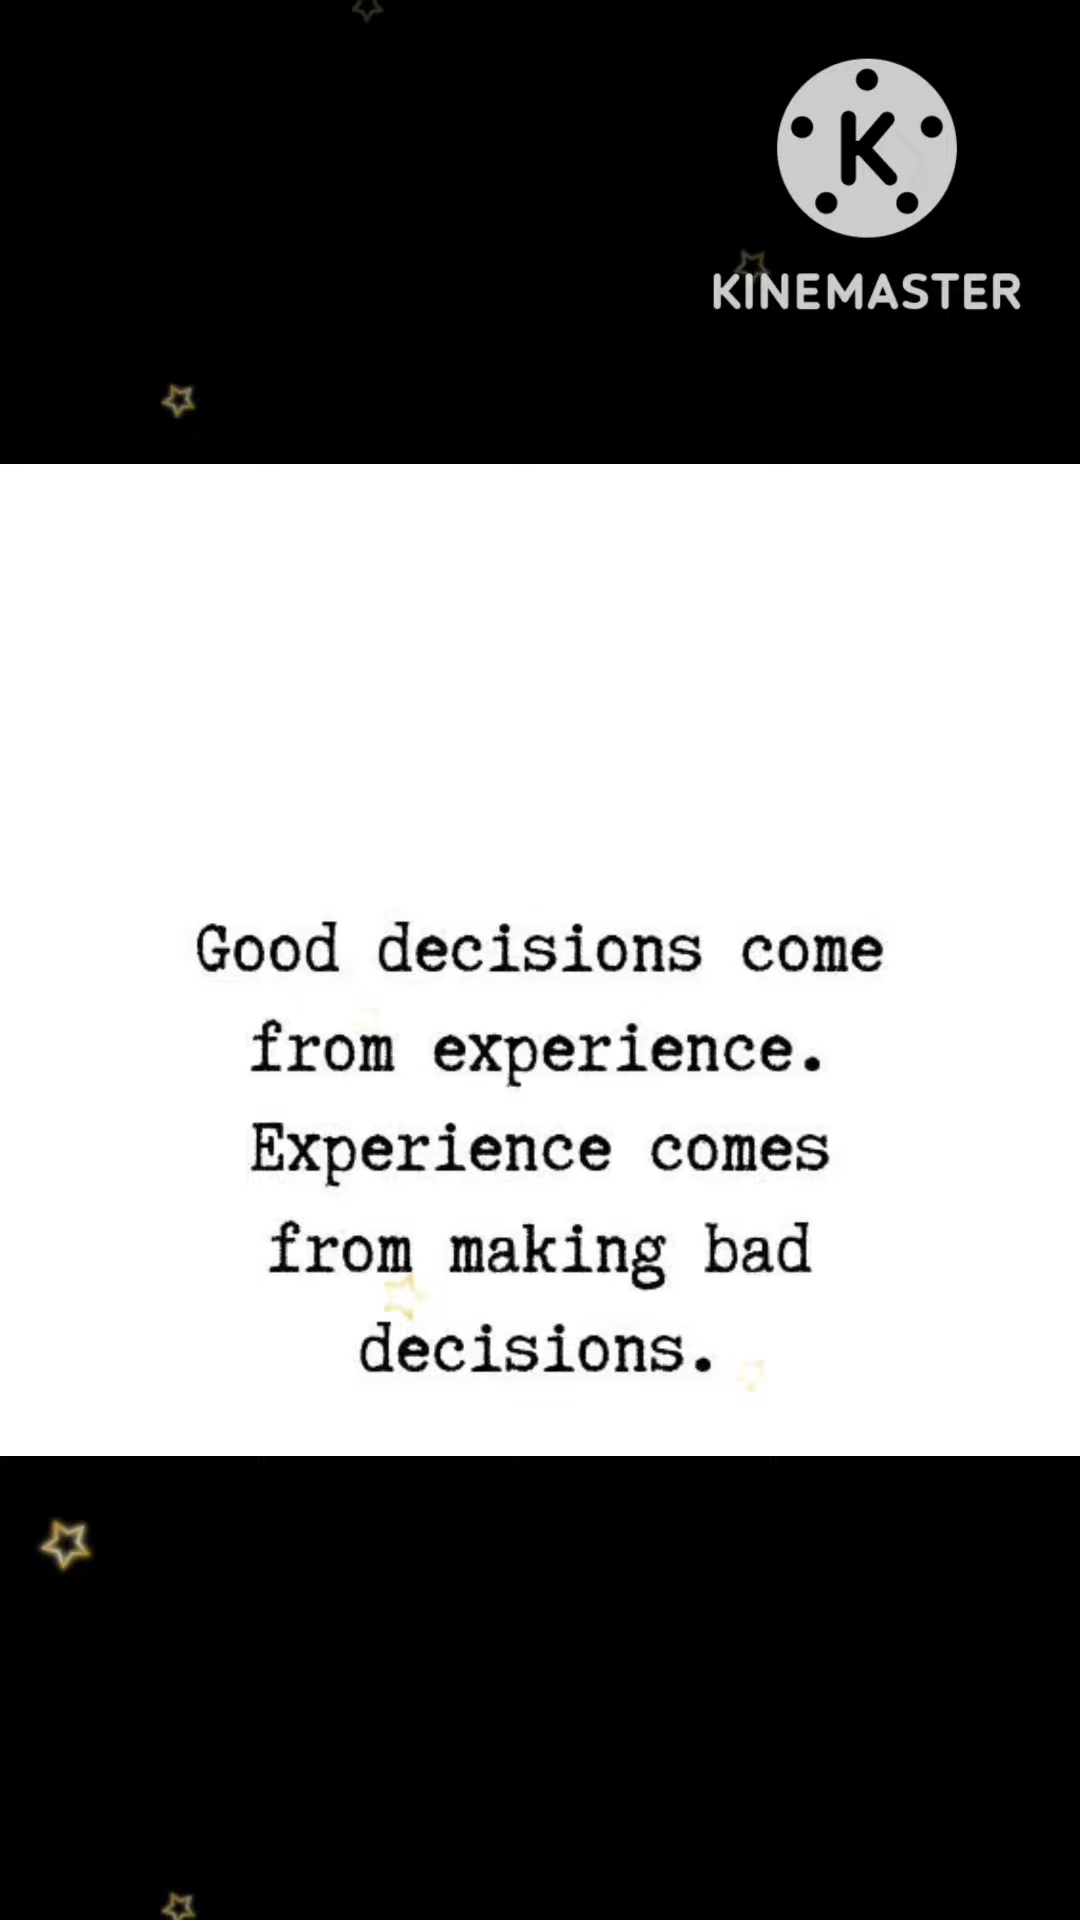 K
KINEMASTER
Good decisions come
from experience.
Experience comes
from making bad
decisions.